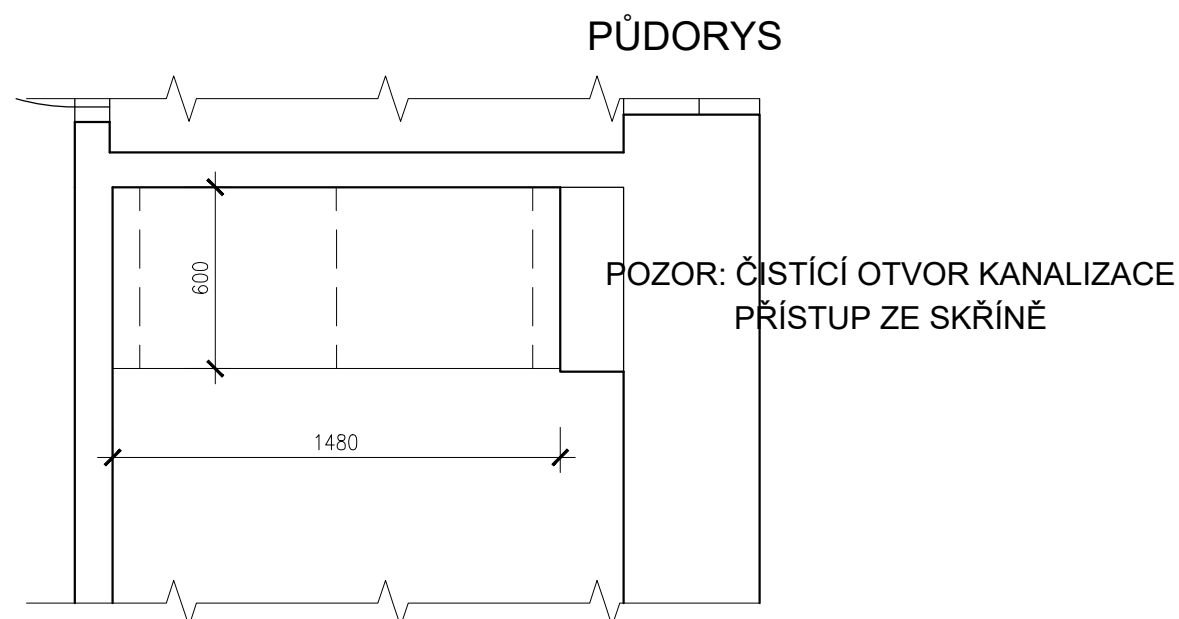 PŮDORYS
600
POZOR: ČISTÍCÍ OTVOR KANALIZACE
PŘÍSTUP ZE SKŘÍNĚ
1480